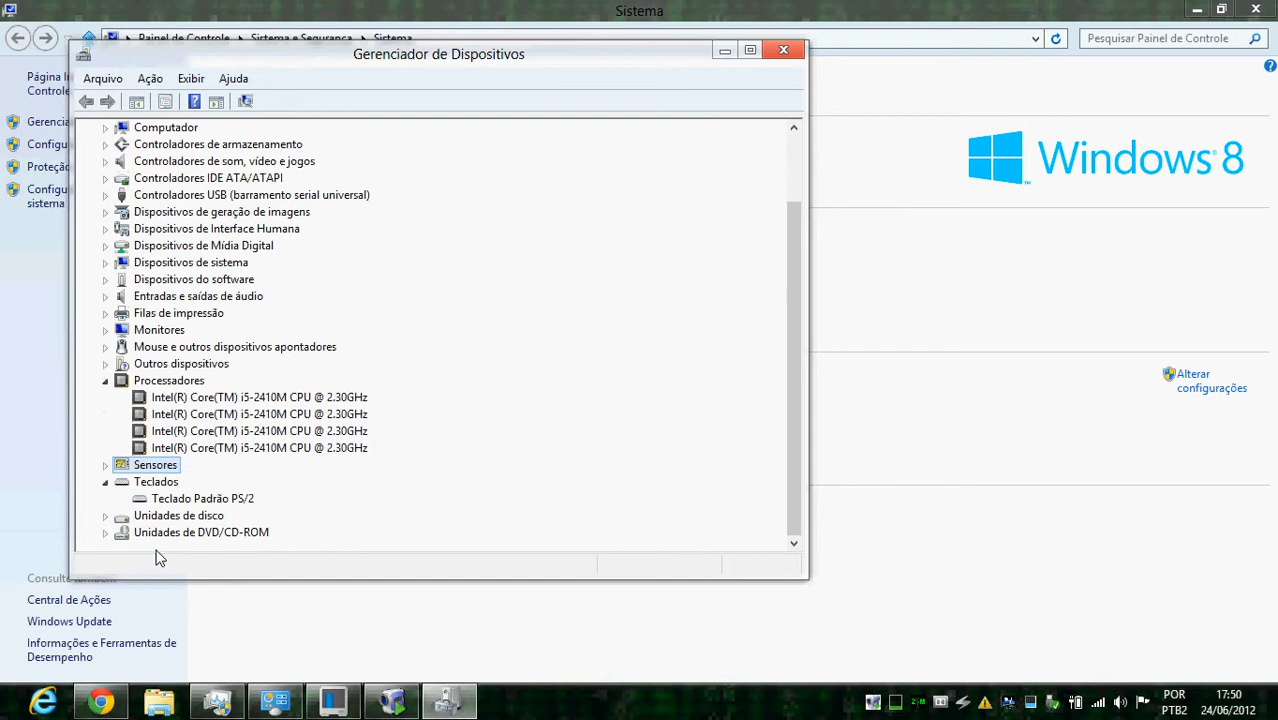 Sistema
Painel de Controle
Sistema e Segurança
Sistema
Pesquisar Painel de Controle
Gerenciador de Dispositivos
Arquivo
Ação
Exibir
Ajuda
Página
Controle
Proteção
sistema
Computador
Controladores de armazenamento
Controladores de som, vídeo e jogos
Controladores IDE ATA/ATAPI
Controladores USB (barramento serial universal)
Dispositivos de geração de imagens
Dispositivos de Interface Humana
Dispositivos de Mídia Digital
Dispositivos de sistema
Dispositivos do software
Entradas e saídas de áudio
Filas de impressão
Monitores
Mouse e outros dispositivos apontadores
Outros dispositivos
Processadores
Intel(R) Core(TM) i5-2410M CPU @ 2.30GHz
Intel(R) Core(TM) i5-2410M CPU @ 2.30GHz
Intel(R) Core(TM) i5-2410M CPU @ 2.30GHz
Intel(R) Core(TM) i5-2410M CPU @ 2.30GHz
Sensores
Teclados
Teclado Padrão PS/2
Unidades de disco
Unidades de DVD/CD-ROM
Windows 8
Alterar
configurações
Consulte também
Central de Ações
Windows Update
Informações e Ferramentas de
Desempenho
POR
PTB2
17:50
24/06/2012